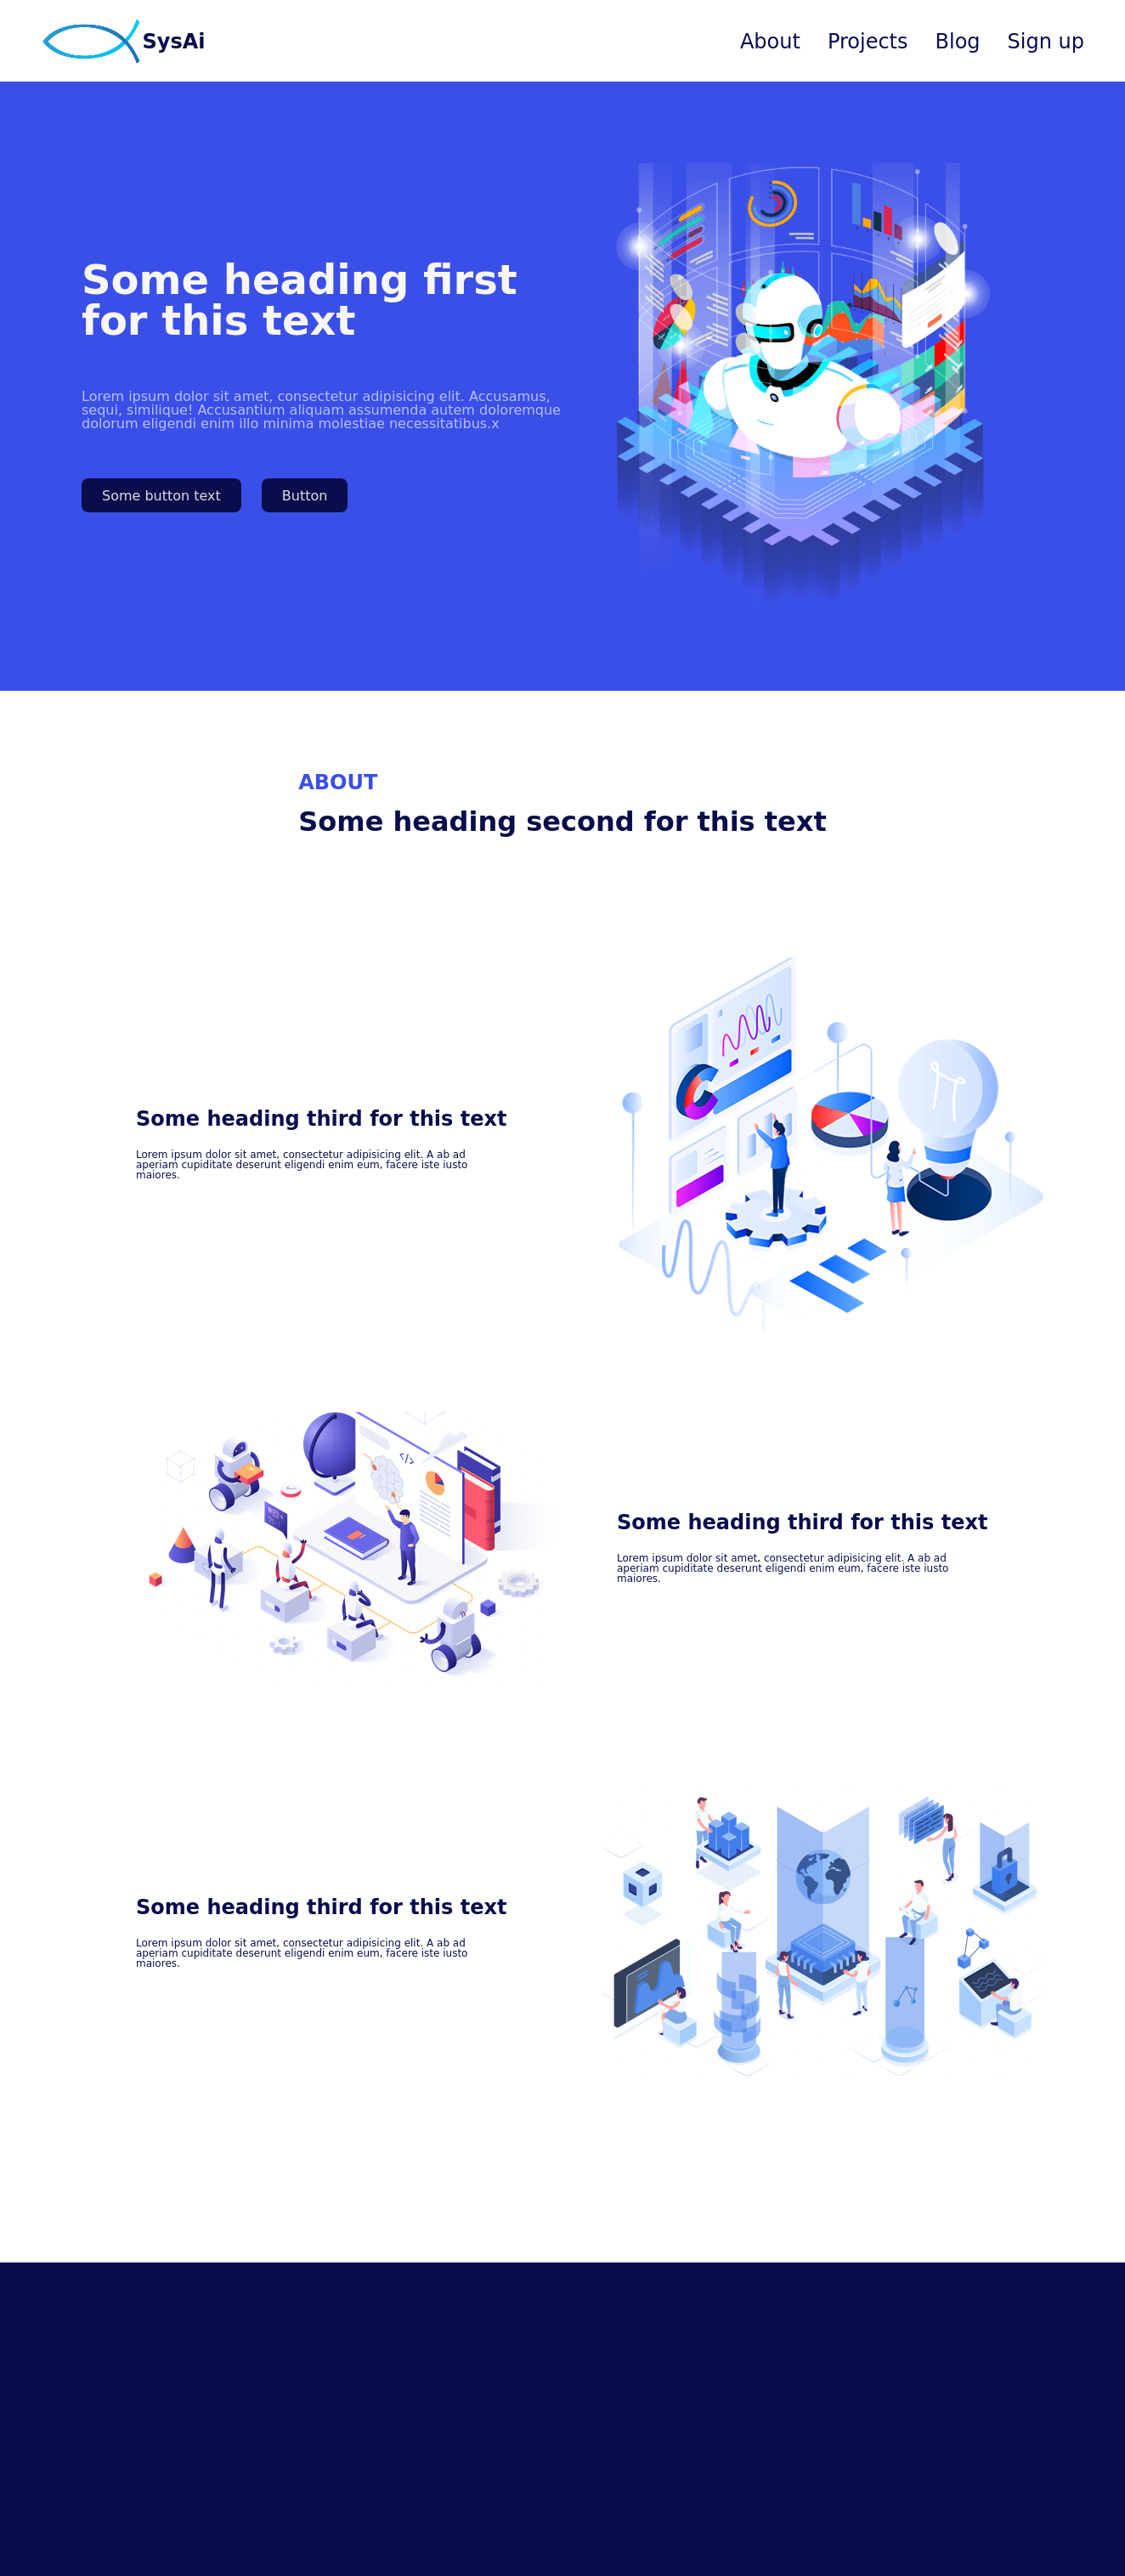 SysAi
About Projects Blog Sign up
Some heading first
for this text
Lorem ipsum dolor sit amet, consectetur adipisicing elit. Accusamus,
sequi, similique! Accusantium aliquam assumenda autem doloremque
dolorum eligendi enim illo minima molestiae necessitatibus.x
Some button text Button
ABOUT
Some heading second for this text
Some heading third for this text
Lorem ipsum dolor sit amet, consectetur adipisicing elit. A ab ad
aperiam cupiditate deserunt eligendi enim eum, facere iste iusto
maiores.
</>
Some heading third for this text
Lorem ipsum dolor sit amet, consectetur adipisicing elit. A ab ad
aperiam cupiditate deserunt eligendi enim eum, facere iste iusto
maiores.
Some heading third for this text
Lorem ipsum dolor sit amet, consectetur adipisicing elit. A ab ad
aperiam cupiditate deserunt eligendi enim eum, facere iste iusto
maiores.